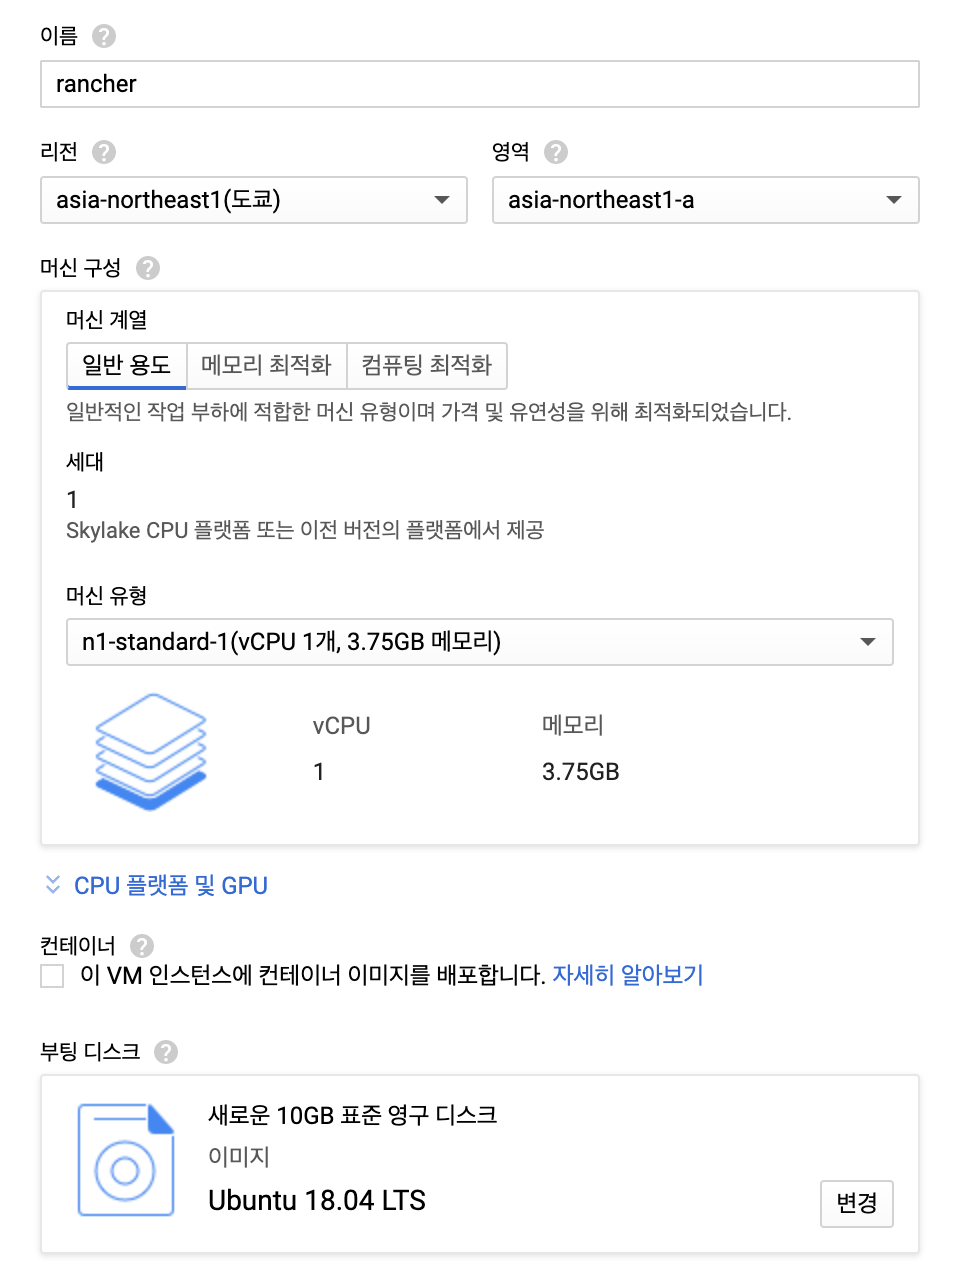 이름
rancher
리전
영역
asia-northeast1(도쿄)
asia-northeast1-a
머신 구성
머신 계열
일반 용도
메모리 최적화
컴퓨팅 최적화
일반적인 작업 부하에 적합한 머신 유형이며 가격 및 유연성을 위해 최적화되었습니다.
세대
1
Skylake CPU 플랫폼 또는 이전 버전의 플랫폼에서 제공
머신 유형
n1-standard-1(vCPU 1개, 3.75GB 메모리)
vCPU
메모리
1
3.75GB
CPU 플랫폼 및 GPU
컨테이너
이 VM 인스턴스에 컨테이너 이미지를 배포합니다. 자세히 알아보기
부팅 디스크
새로운 10GB 표준 영구 디스크
이미지
Ubuntu 18.04 LTS
변경